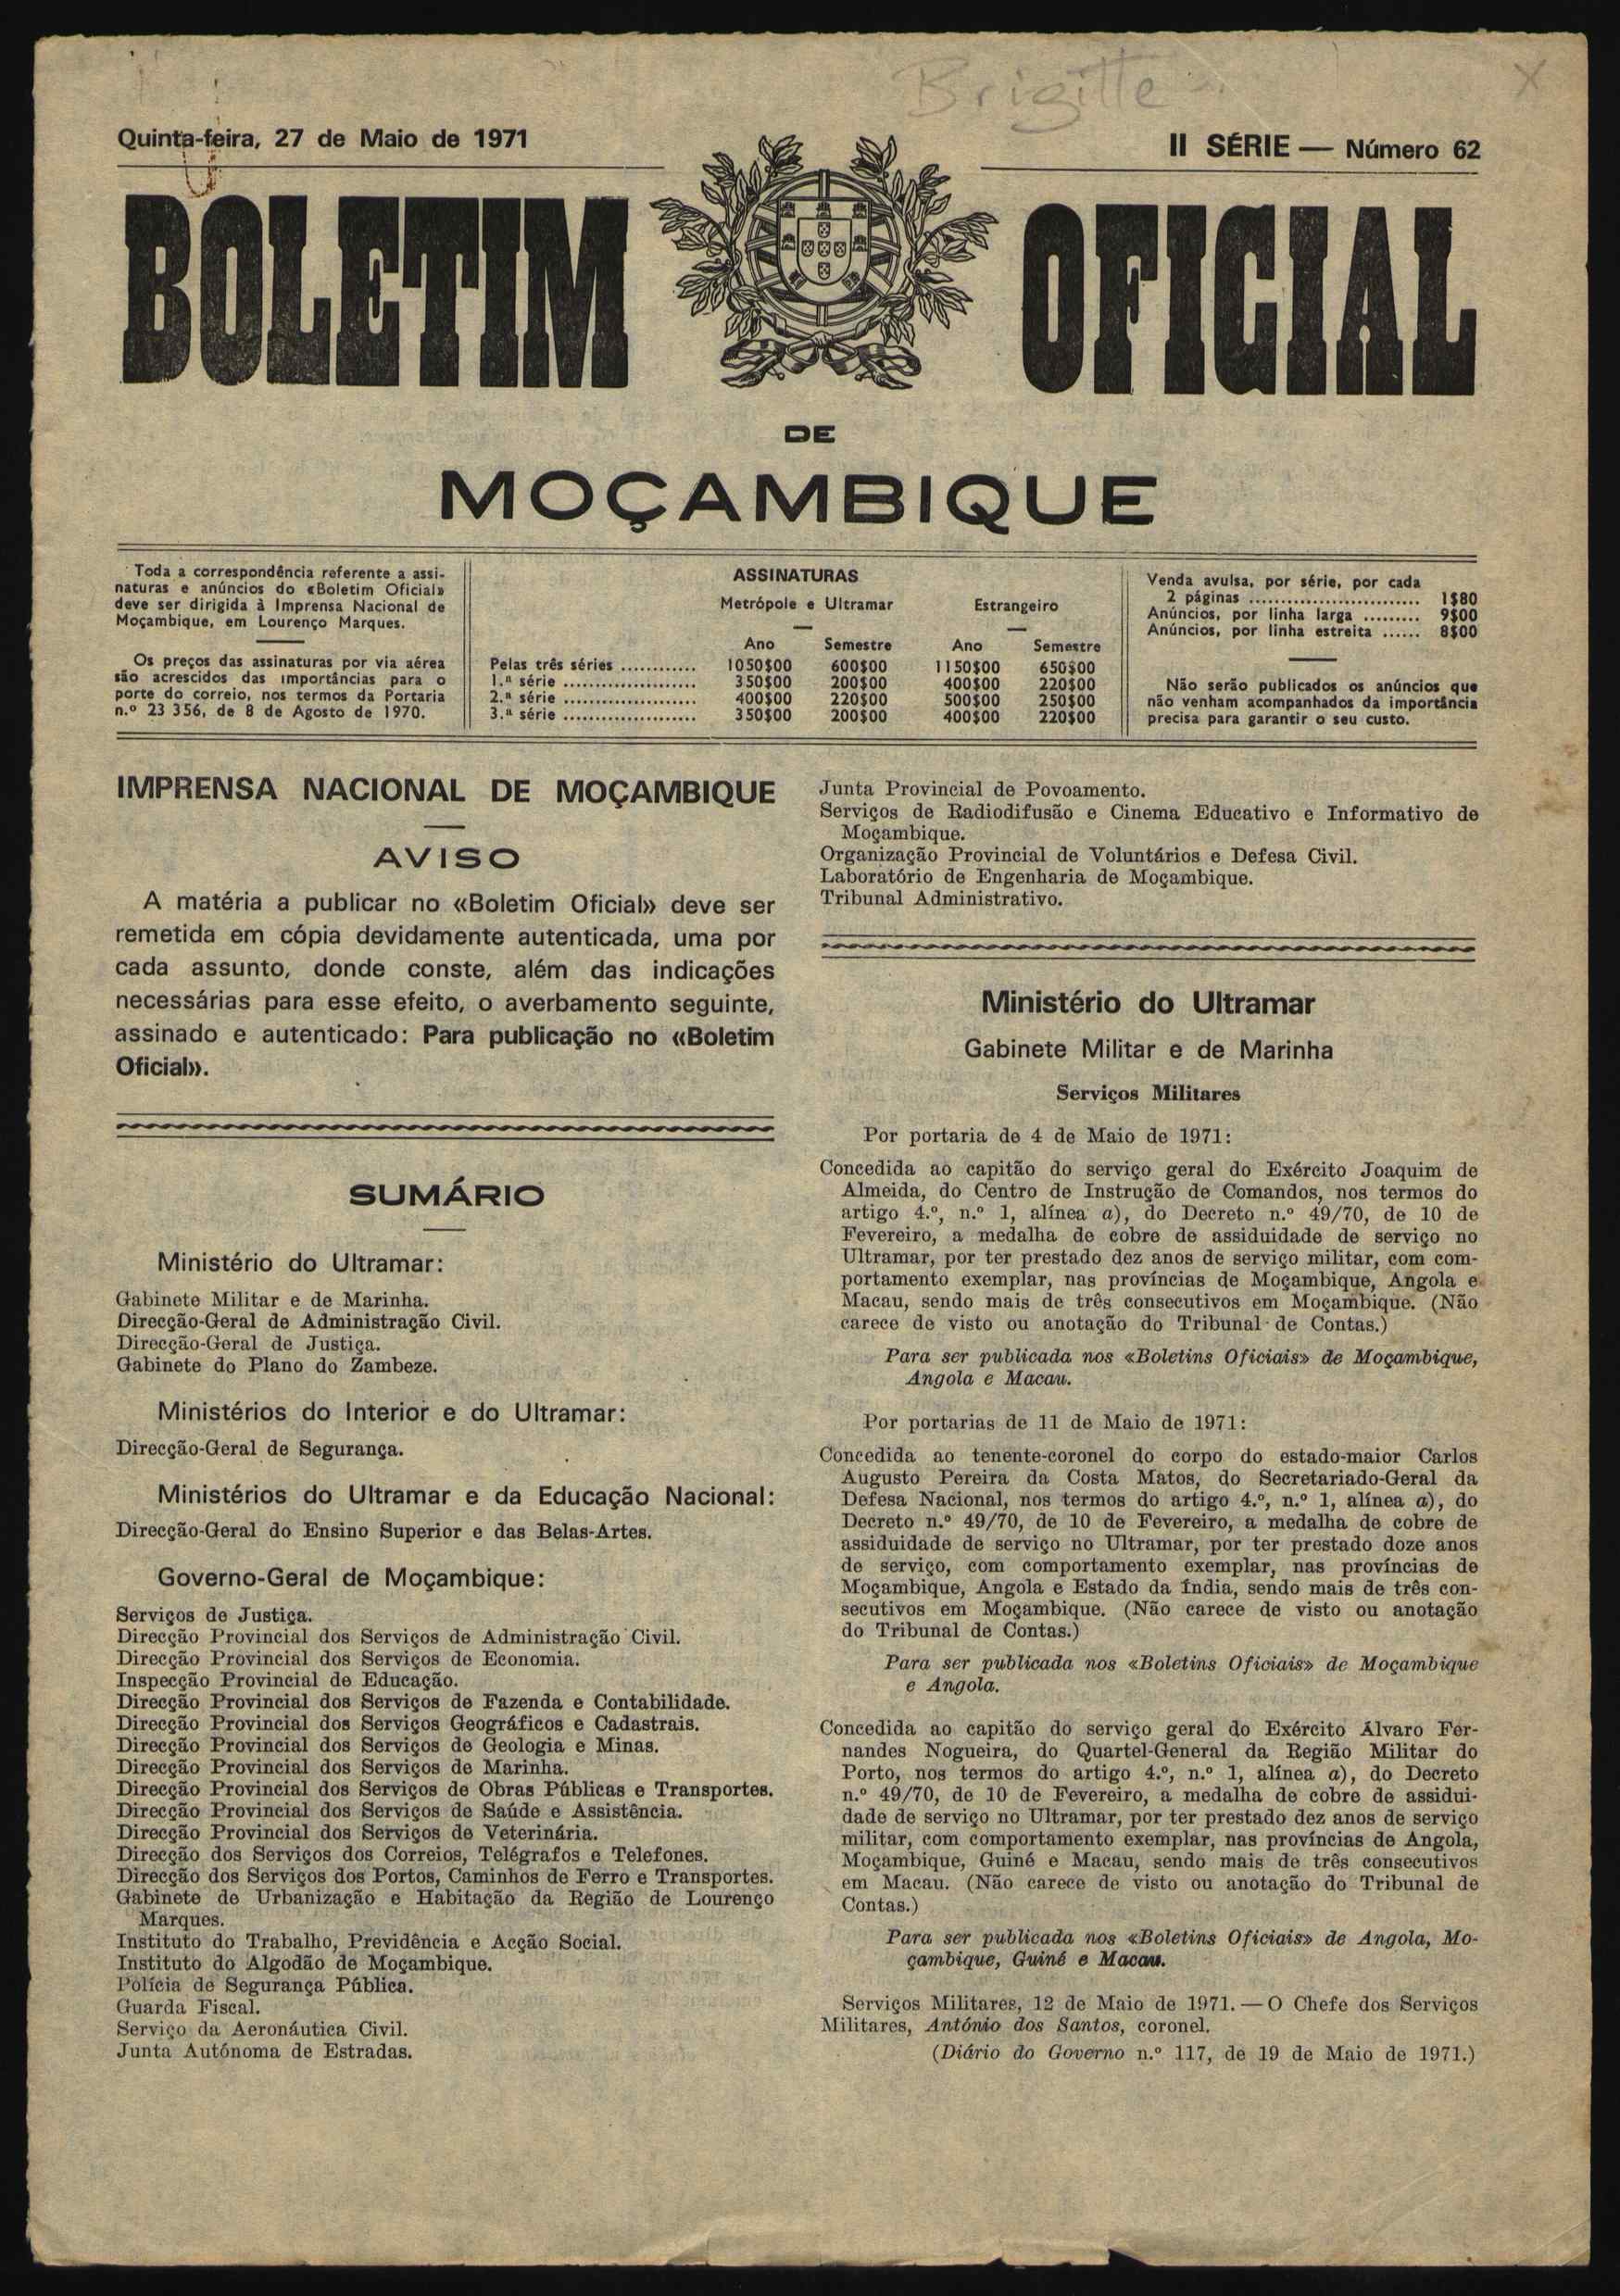 Brigitte
X
Quinta-feira, 27 de Maio de 1971
II SÉRIE — Número 62
BOLETIM OFICIAL
DE
MOÇAMBIQUE
Toda a correspondência referente a assi-
naturas e anúncios do «Boletim Oficial»
deve ser dirigida à Imprensa Nacional de
Moçambique, em Lourenço Marques.
Os preços das assinaturas por via aérea
são acrescidos das importâncias para o
porte do correio, nos termos da Portaria
n.º 23 356, de 8 de Agosto de 1970.
ASSINATURAS
Metrópole e Ultramar Estrangeiro
Ano Semestre Ano Semestre
Pelas três séries ............ 1050$00 600$00 1150$00 650$00
1.ª série ..................... 350$00 200$00 400$00 220$00
2.ª série ..................... 400$00 220$00 500$00 250$00
3.ª série ..................... 350$00 200$00 400$00 220$00
Venda avulsa, por série, por cada
2 páginas ........................... 1$80
Anúncios, por linha larga ......... 9$00
Anúncios, por linha estreita ...... 8$00
Não serão publicados os anúncios que
não venham acompanhados da importância
precisa para garantir o seu custo.
IMPRENSA NACIONAL DE MOÇAMBIQUE
AVISO
A matéria a publicar no «Boletim Oficial» deve ser
remetida em cópia devidamente autenticada, uma por
cada assunto, donde conste, além das indicações
necessárias para esse efeito, o averbamento seguinte,
assinado e autenticado: Para publicação no «Boletim
Oficial».
SUMÁRIO
Ministério do Ultramar:
Gabinete Militar e de Marinha.
Direcção-Geral de Administração Civil.
Direcção-Geral de Justiça.
Gabinete do Plano do Zambeze.
Ministérios do Interior e do Ultramar:
Direcção-Geral de Segurança.
Ministérios do Ultramar e da Educação Nacional:
Direcção-Geral do Ensino Superior e das Belas-Artes.
Governo-Geral de Moçambique:
Serviços de Justiça.
Direcção Provincial dos Serviços de Administração Civil.
Direcção Provincial dos Serviços de Economia.
Inspecção Provincial de Educação.
Direcção Provincial dos Serviços de Fazenda e Contabilidade.
Direcção Provincial dos Serviços Geográficos e Cadastrais.
Direcção Provincial dos Serviços de Geologia e Minas.
Direcção Provincial dos Serviços de Marinha.
Direcção Provincial dos Serviços de Obras Públicas e Transportes.
Direcção Provincial dos Serviços de Saúde e Assistência.
Direcção Provincial dos Serviços de Veterinária.
Direcção dos Serviços dos Correios, Telégrafos e Telefones.
Direcção dos Serviços dos Portos, Caminhos de Ferro e Transportes.
Gabinete de Urbanização e Habitação da Região de Lourenço
Marques.
Instituto do Trabalho, Previdência e Acção Social.
Instituto do Algodão de Moçambique.
Polícia de Segurança Pública.
Guarda Fiscal.
Serviço da Aeronáutica Civil.
Junta Autónoma de Estradas.
Junta Provincial de Povoamento.
Serviços de Radiodifusão e Cinema Educativo e Informativo de
Moçambique.
Organização Provincial de Voluntários e Defesa Civil.
Laboratório de Engenharia de Moçambique.
Tribunal Administrativo.
Ministério do Ultramar
Gabinete Militar e de Marinha
Serviços Militares
Por portaria de 4 de Maio de 1971:
Concedida ao capitão do serviço geral do Exército Joaquim de
Almeida, do Centro de Instrução de Comandos, nos termos do
artigo 4.º, n.º 1, alínea a), do Decreto n.º 49/70, de 10 de
Fevereiro, a medalha de cobre de assiduidade de serviço no
Ultramar, por ter prestado dez anos de serviço militar, com com-
portamento exemplar, nas províncias de Moçambique, Angola e
Macau, sendo mais de três consecutivos em Moçambique. (Não
carece de visto ou anotação do Tribunal de Contas.)
Para ser publicada nos «Boletins Oficiais» de Moçambique,
Angola e Macau.
Por portarias de 11 de Maio de 1971:
Concedida ao tenente-coronel do corpo do estado-maior Carlos
Augusto Pereira da Costa Matos, do Secretariado-Geral da
Defesa Nacional, nos termos do artigo 4.º, n.º 1, alínea a), do
Decreto n.º 49/70, de 10 de Fevereiro, a medalha de cobre de
assiduidade de serviço no Ultramar, por ter prestado doze anos
de serviço, com comportamento exemplar, nas províncias de
Moçambique, Angola e Estado da Índia, sendo mais de três con-
secutivos em Moçambique. (Não carece de visto ou anotação
do Tribunal de Contas.)
Para ser publicada nos «Boletins Oficiais» de Moçambique
e Angola.
Concedida ao capitão do serviço geral do Exército Álvaro Fer-
nandes Nogueira, do Quartel-General da Região Militar do
Porto, nos termos do artigo 4.º, n.º 1, alínea a), do Decreto
n.º 49/70, de 10 de Fevereiro, a medalha de cobre de assidui-
dade de serviço no Ultramar, por ter prestado dez anos de serviço
militar, com comportamento exemplar, nas províncias de Angola,
Moçambique, Guiné e Macau, sendo mais de três consecutivos
em Macau. (Não carece de visto ou anotação do Tribunal de
Contas.)
Para ser publicada nos «Boletins Oficiais» de Angola, Mo-
çambique, Guiné e Macau.
Serviços Militares, 12 de Maio de 1971. — O Chefe dos Serviços
Militares, António dos Santos, coronel.
(Diário do Governo n.º 117, de 19 de Maio de 1971.)